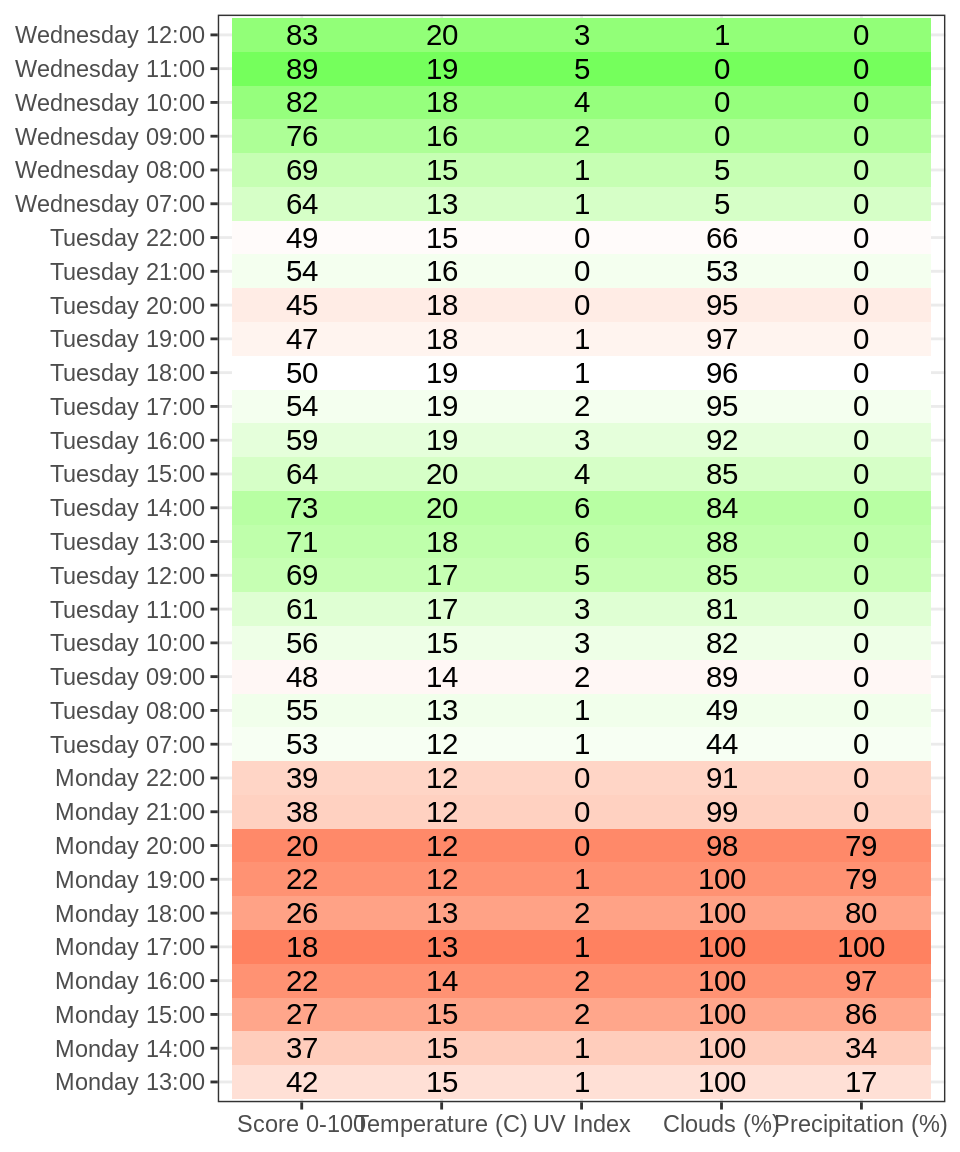 Wednesday 12:00 83 20 3 1 0
Wednesday 11:00 89 19 5 0 0
Wednesday 10:00 82 18 4 0 0
Wednesday 09:00 76 16 2 0 0
Wednesday 08:00 69 15 1 5 0
Wednesday 07:00 64 13 1 5 0
Tuesday 22:00 49 15 0 66 0
Tuesday 21:00 54 16 0 53 0
Tuesday 20:00 45 18 0 95 0
Tuesday 19:00 47 18 1 97 0
Tuesday 18:00 50 19 1 96 0
Tuesday 17:00 54 19 2 95 0
Tuesday 16:00 59 19 3 92 0
Tuesday 15:00 64 20 4 85 0
Tuesday 14:00 73 20 6 84 0
Tuesday 13:00 71 18 6 88 0
Tuesday 12:00 69 17 5 85 0
Tuesday 11:00 61 17 3 81 0
Tuesday 10:00 56 15 3 82 0
Tuesday 09:00 48 14 2 89 0
Tuesday 08:00 55 13 1 49 0
Tuesday 07:00 53 12 1 44 0
Monday 22:00 39 12 0 91 0
Monday 21:00 38 12 0 99 0
Monday 20:00 20 12 0 98 79
Monday 19:00 22 12 1 100 79
Monday 18:00 26 13 2 100 80
Monday 17:00 18 13 1 100 100
Monday 16:00 22 14 2 100 97
Monday 15:00 27 15 2 100 86
Monday 14:00 37 15 1 100 34
Monday 13:00 42 15 1 100 17
Score 0-100 Temperature (C) UV Index Clouds (%) Precipitation (%)